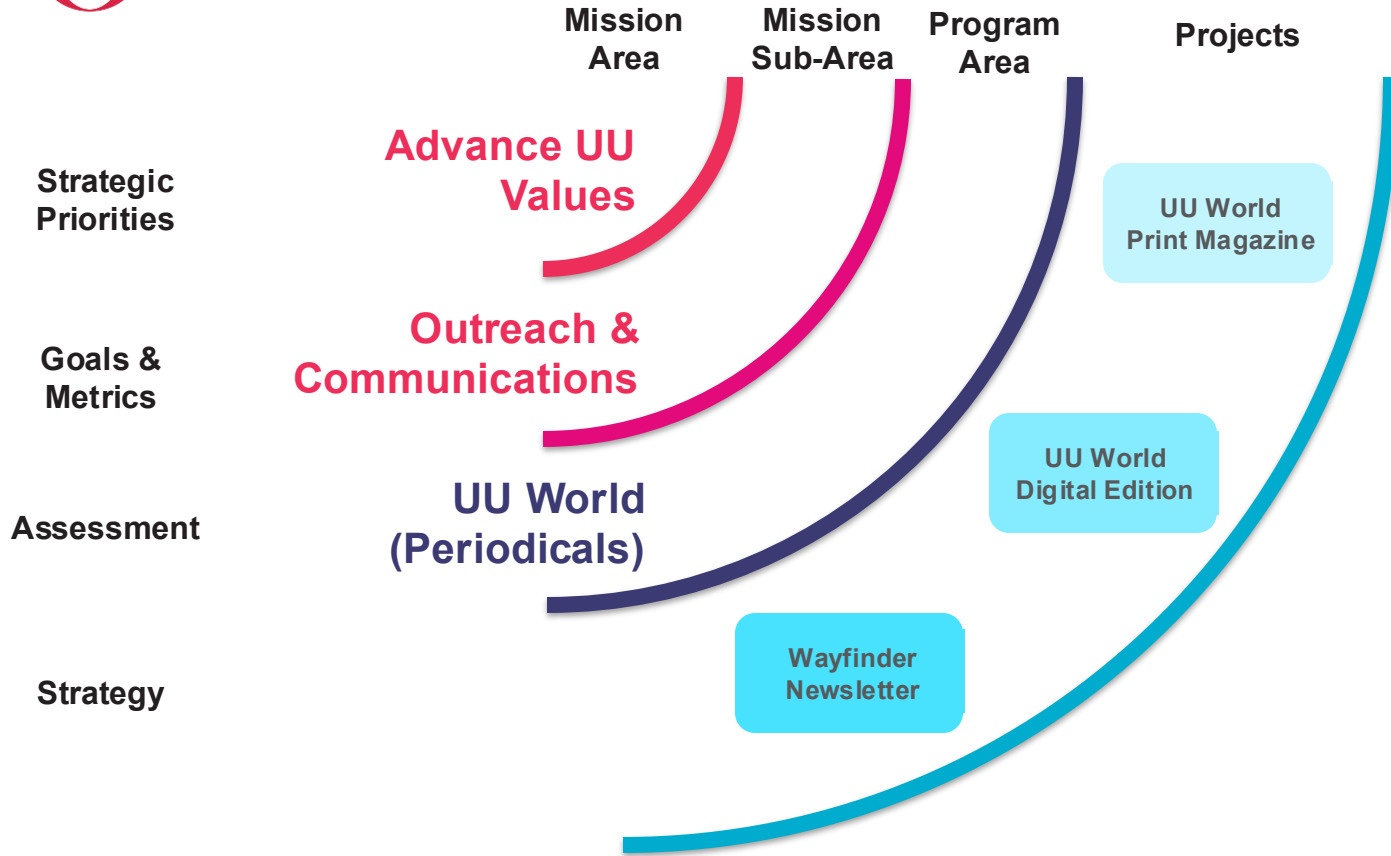 Mission
Area
Mission
Sub-Area
Program
Area
Projects
Strategic
Priorities
Advance UU
Values
UU World
Print Magazine
Goals &
Metrics
Outreach &
Communications
UU World
Digital Edition
Assessment
UU World
(Periodicals)
Strategy
Wayfinder
Newsletter